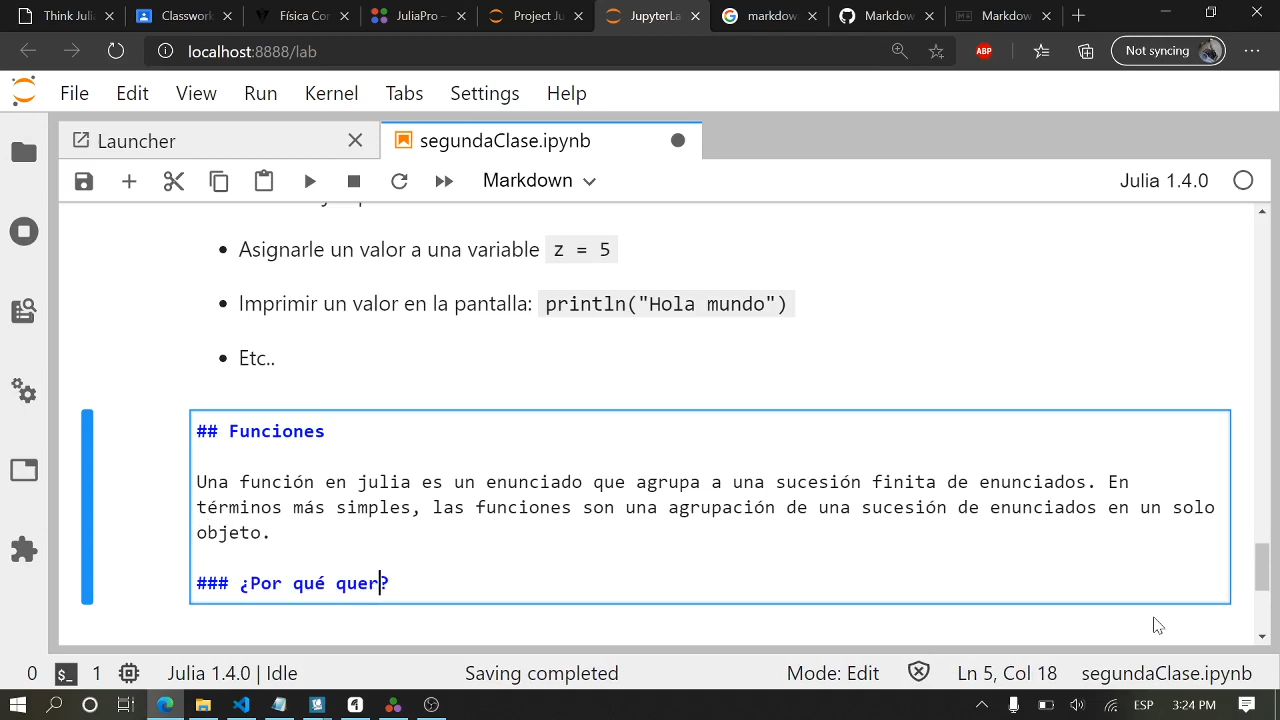 Think Julia
Classwork
Física Cor
JuliaPro –
Project Ju
JupyterLa
markdow
Markdow
Markdow
localhost:8888/lab
ABP
Not syncing
File Edit View Run Kernel Tabs Settings Help
Launcher
segundaClase.ipynb
Markdown
Julia 1.4.0
Asignarle un valor a una variable z = 5
Imprimir un valor en la pantalla: println("Hola mundo")
Etc..
## Funciones
Una función en julia es un enunciado que agrupa a una sucesión finita de enunciados. En
términos más simples, las funciones son una agrupación de una sucesión de enunciados en un solo
objeto.
### ¿Por qué quer?
0 $_ 1 Julia 1.4.0 | Idle Saving completed Mode: Edit Ln 5, Col 18 segundaClase.ipynb
ESP 3:24 PM